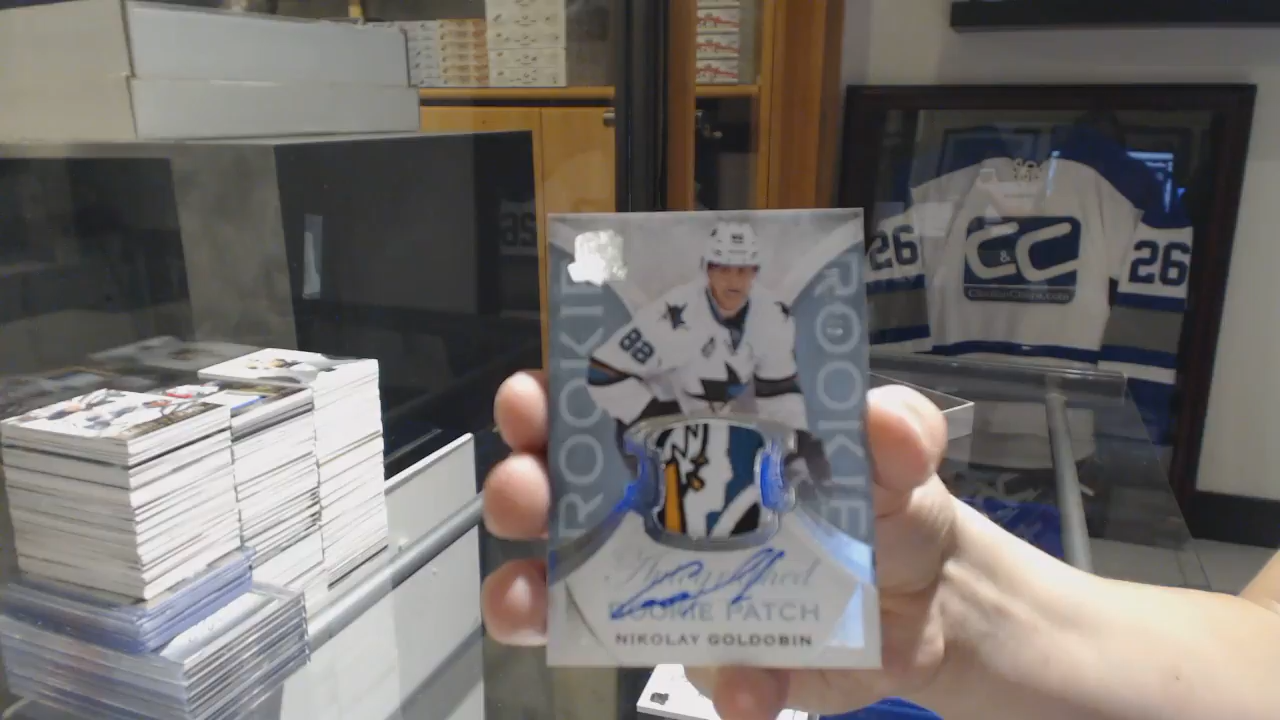 ROOKIE
ROOKIE
88
Autographed
ROOKIE PATCH
NIKOLAY GOLDOBIN
26
C&C
26